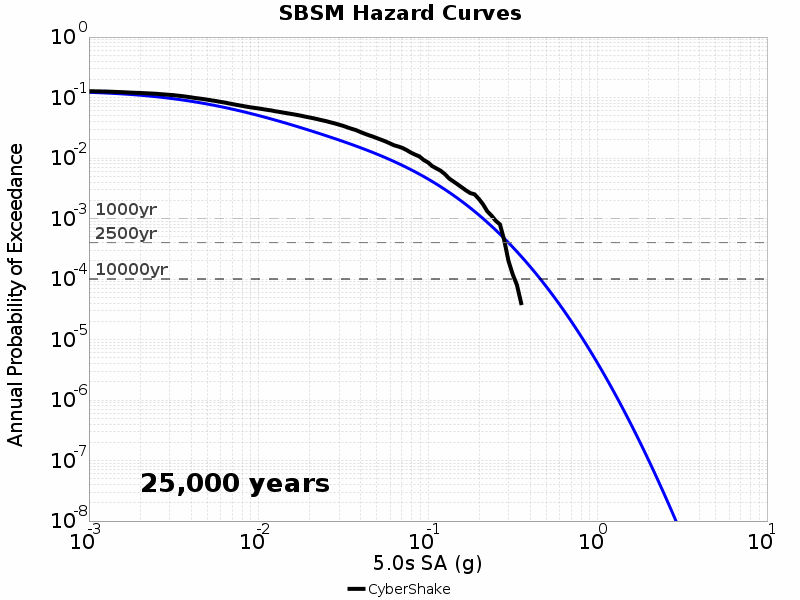 SBSM Hazard Curves
Annual Probability of Exceedance
10^0
10^-1
10^-2
10^-3
10^-4
10^-5
10^-6
10^-7
10^-8
1000yr
2500yr
10000yr
25,000 years
10^-3
10^-2
10^-1
10^0
10^1
5.0s SA (g)
CyberShake